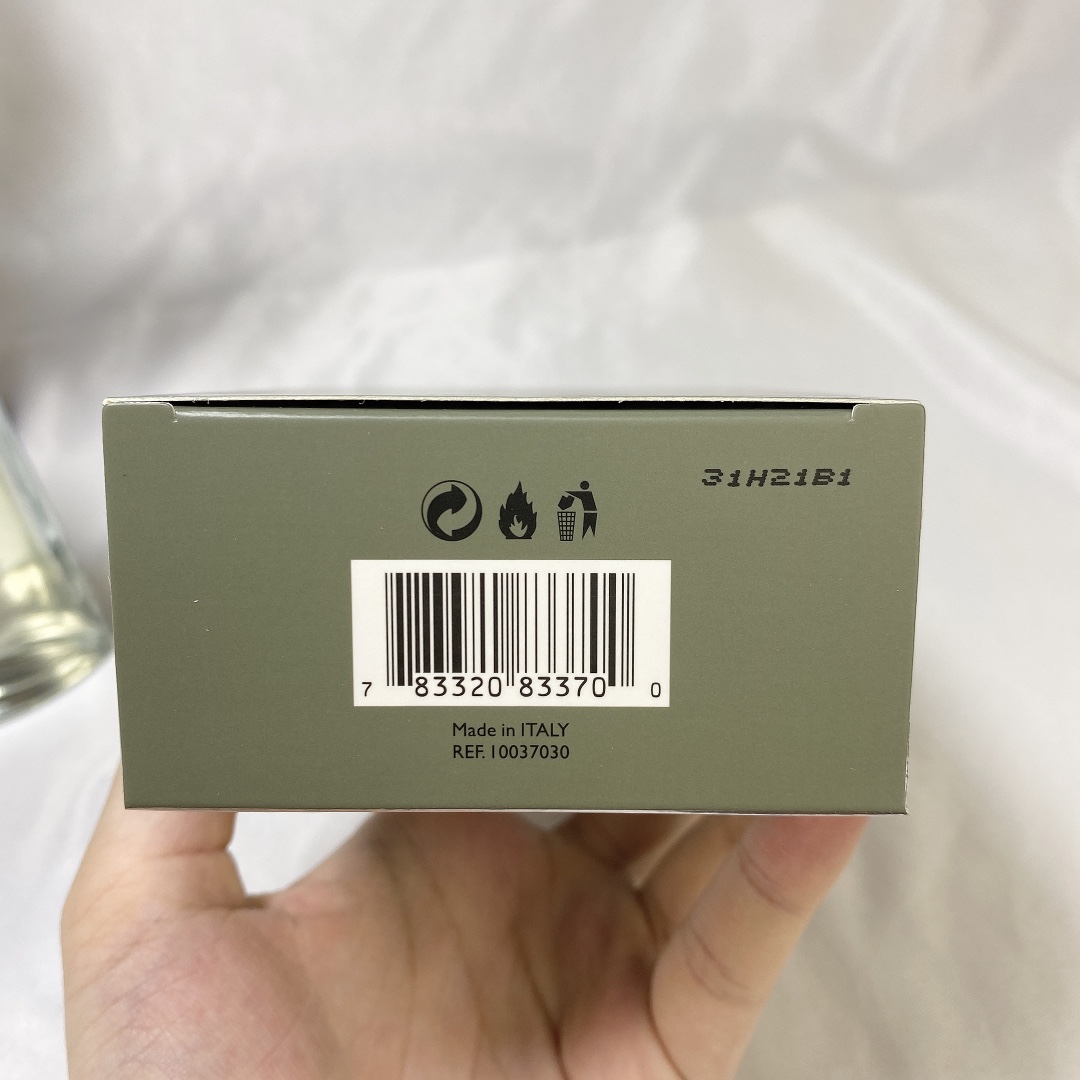 31H21B1
7 83320 83370 0
Made in ITALY
REF. 10037030